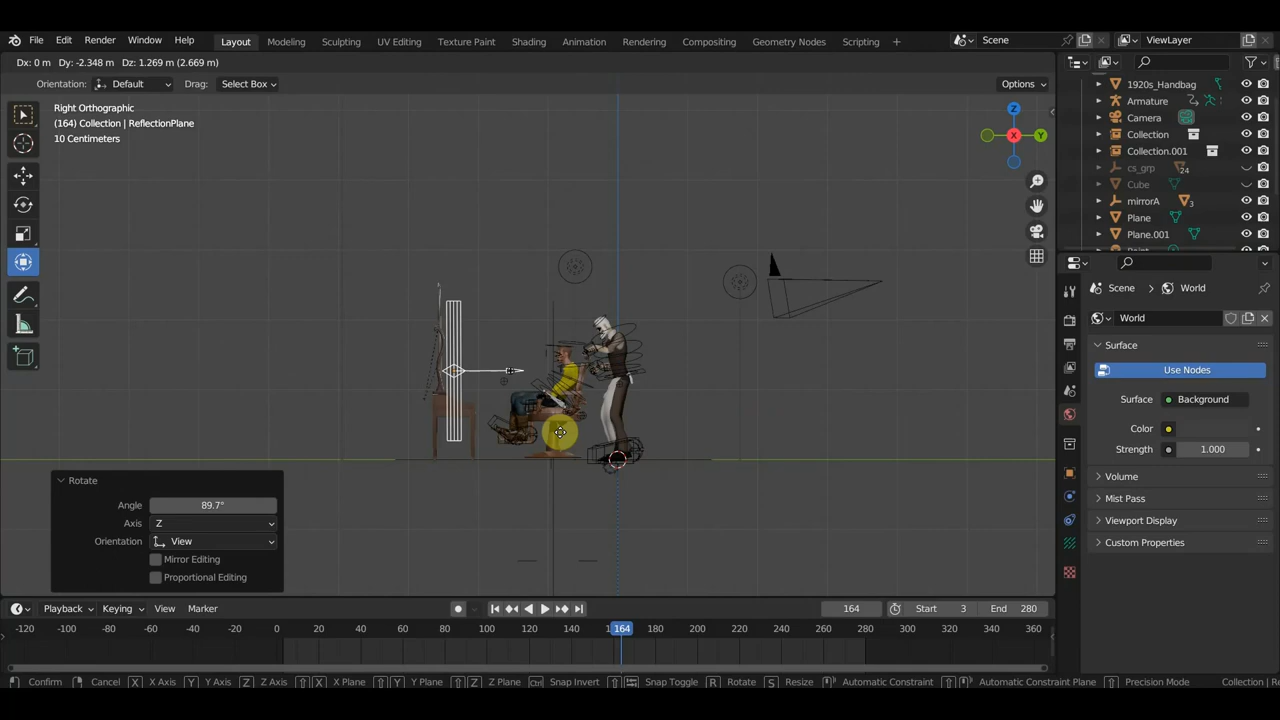 File Edit Render Window Help Layout Modeling Sculpting UV Editing Texture Paint Shading Animation Rendering Compositing Geometry Nodes Scripting + Scene ViewLayer
Dx: 0 m Dy: -2.348 m Dz: 1.269 m (2.669 m)
Orientation: Default Drag: Select Box Options
Right Orthographic
(164) Collection | ReflectionPlane
10 Centimeters
Z
X
Y
1920s_Handbag
Armature
Camera
Collection
Collection.001
cs_grp 24
Cube
mirrorA 3
Plane
Plane.001
Scene > World
World
Surface
Use Nodes
Surface Background
Color
Strength 1.000
Volume
Mist Pass
Viewport Display
Custom Properties
Rotate
Angle 89.7°
Axis Z
Orientation View
Mirror Editing
Proportional Editing
Playback Keying View Marker 164 Start 3 End 280
-120 -100 -80 -60 -40 -20 0 20 40 60 80 100 120 140 164 180 200 220 240 260 280 300 320 340 360
Confirm Cancel X X Axis Y Y Axis Z Z Axis X X Plane Y Y Plane Z Z Plane Ctrl Snap Invert Snap Toggle R Rotate S Resize Automatic Constraint Automatic Constraint Plane Precision Mode Collection | Re